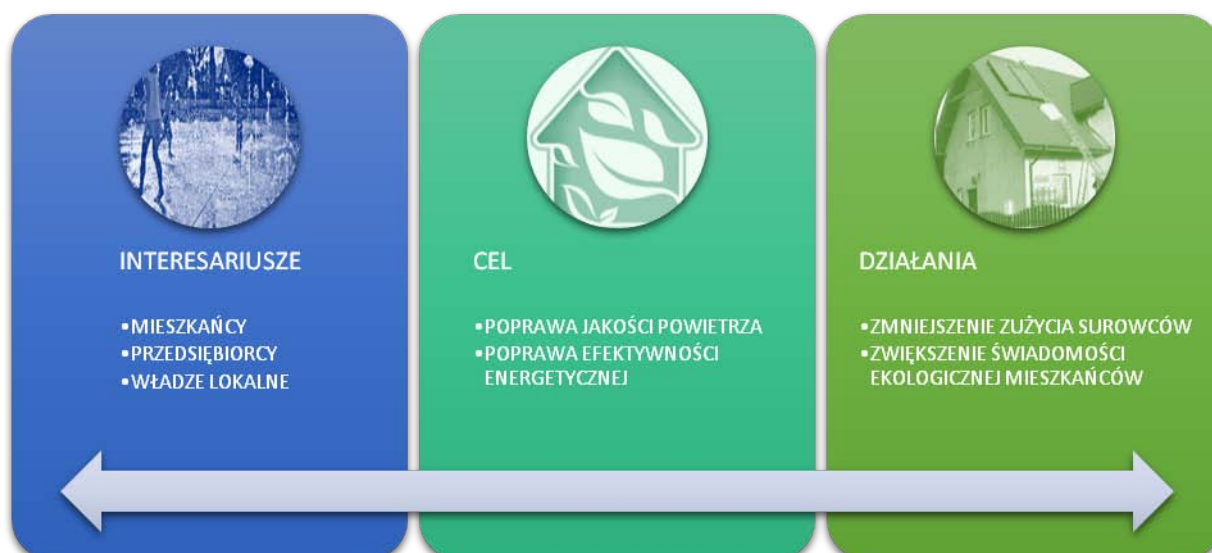 INTERESARIUSZE
•MIESZKAŃCY
•PRZEDSIĘBIORCY
•WŁADZE LOKALNE
CEL
•POPRAWA JAKOŚCI POWIETRZA
•POPRAWA EFEKTYWNOŚCI
ENERGETYCZNEJ
DZIAŁANIA
•ZMNIEJSZENIE ZUŻYCIA SUROWCÓW
•ZWIĘKSZENIE ŚWIADOMOŚCI
EKOLOGICZNEJ MIESZKAŃCÓW